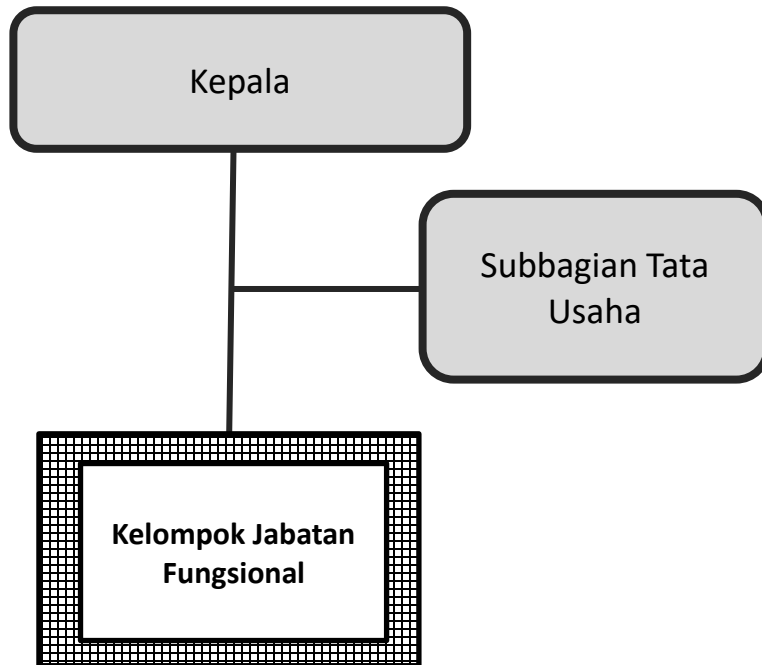 Kepala
Subbagian Tata
Usaha
Kelompok Jabatan
Fungsional